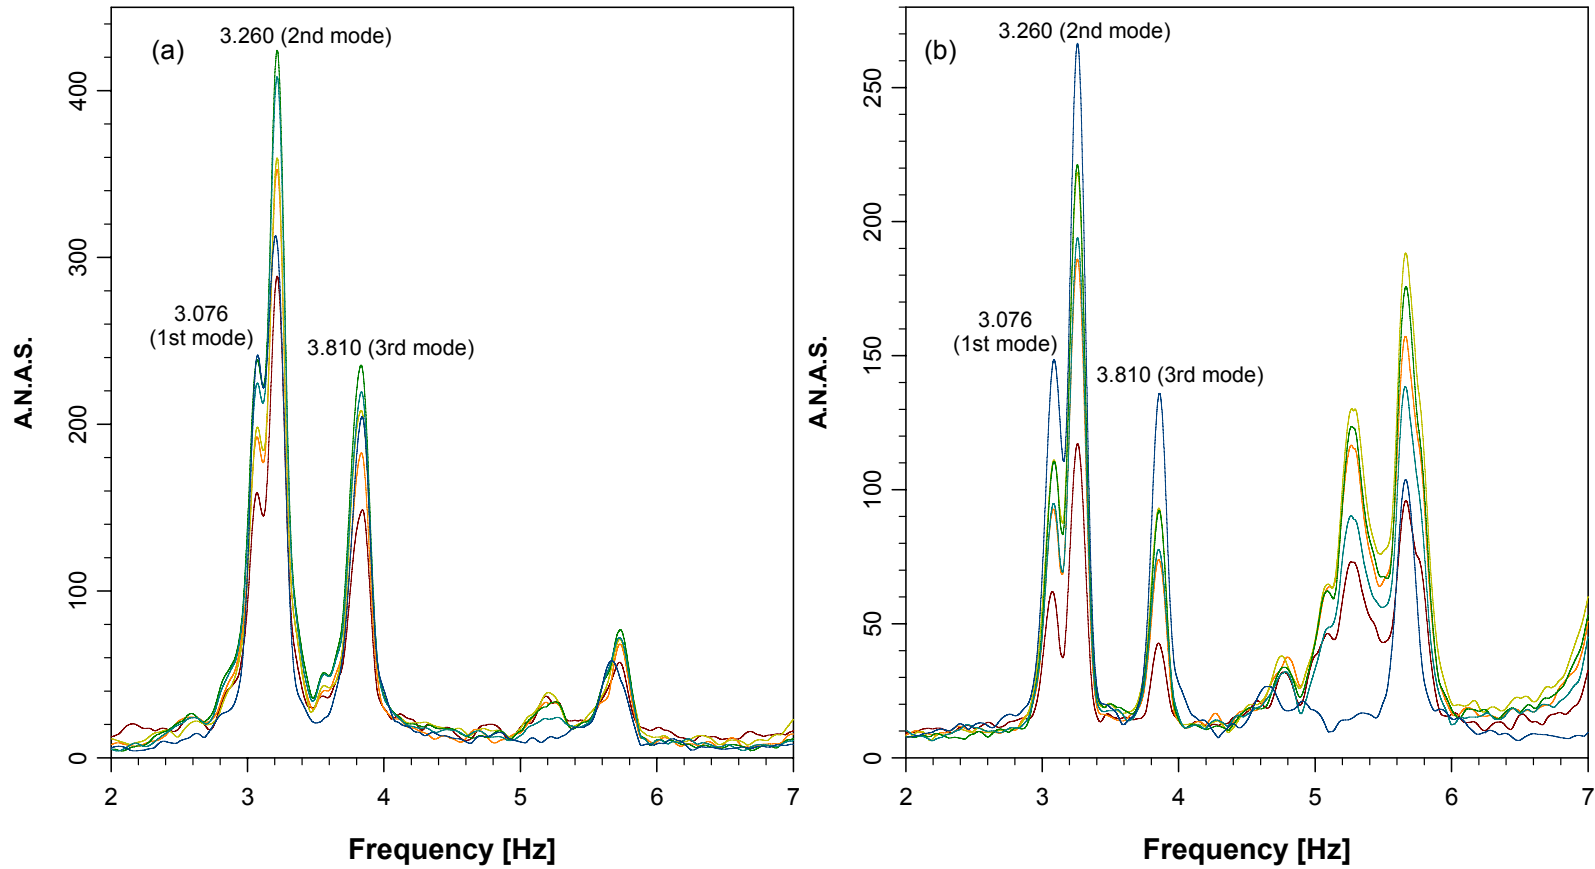 (a)
3.260 (2nd mode)
3.076
(1st mode)
3.810 (3rd mode)
A.N.A.S.
0
100
200
300
400
2 3 4 5 6 7
Frequency [Hz]
(b)
3.260 (2nd mode)
3.076
(1st mode)
3.810 (3rd mode)
A.N.A.S.
0
50
100
150
200
250
2 3 4 5 6 7
Frequency [Hz]